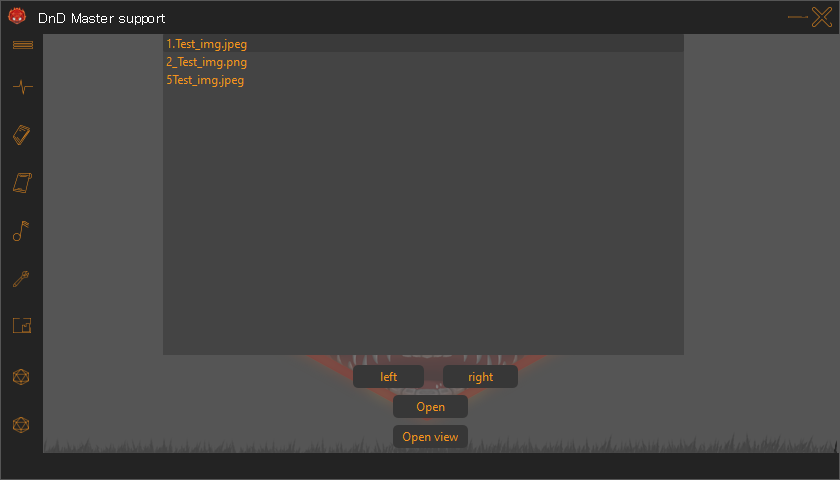 DnD Master support
1.Test_img.jpeg
2_Test_img.png
5Test_img.jpeg
left
right
Open
Open view